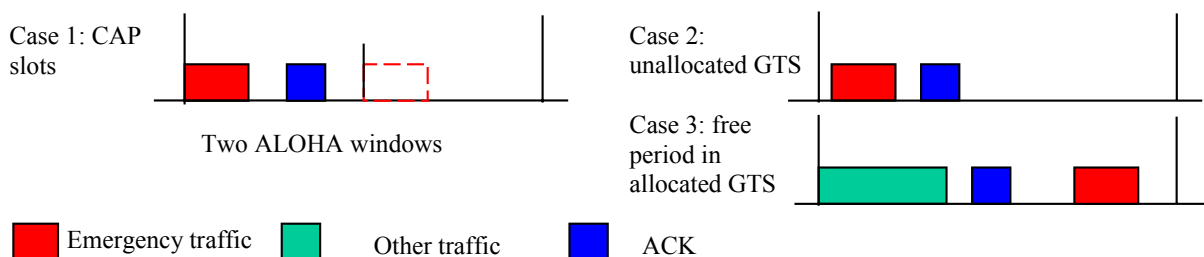 Case 1: CAP
slots
Two ALOHA windows
Case 2:
unallocated GTS
Case 3: free
period in
allocated GTS
Emergency traffic
Other traffic
ACK